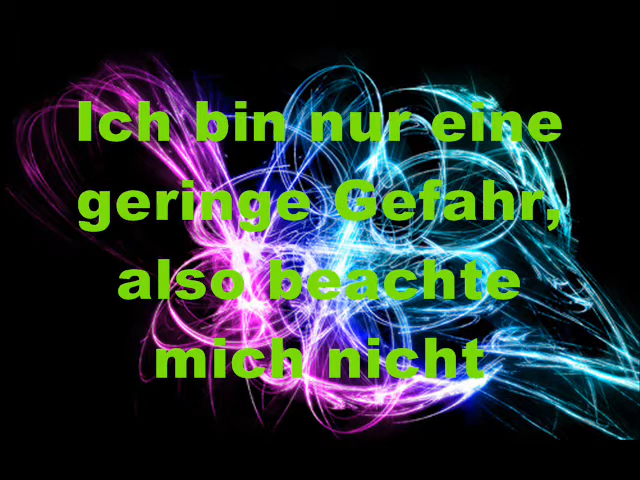 Ich bin nur eine
geringe Gefahr,
also beachte
mich nicht